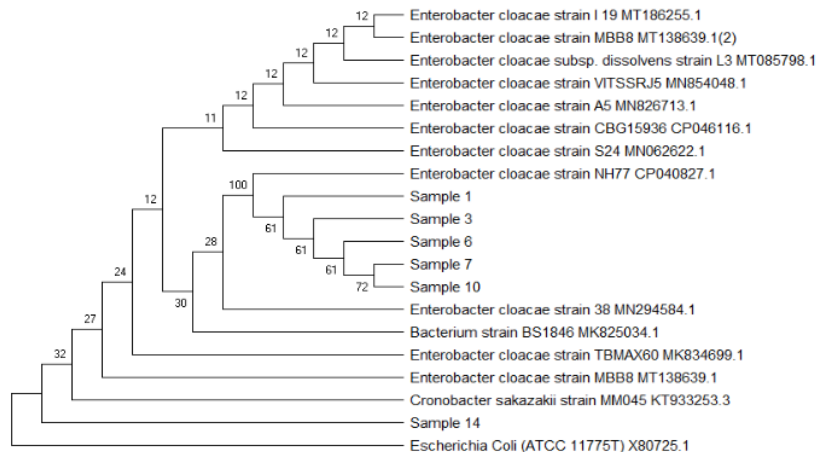 12
Enterobacter cloacae strain I 19 MT186255.1
12
Enterobacter cloacae strain MBB8 MT138639.1(2)
12
Enterobacter cloacae subsp. dissolvens strain L3 MT085798.1
12
Enterobacter cloacae strain VITSSRJ5 MN854048.1
12
Enterobacter cloacae strain A5 MN826713.1
11
Enterobacter cloacae strain CBG15936 CP046116.1
Enterobacter cloacae strain S24 MN062622.1
Enterobacter cloacae strain NH77 CP040827.1
100
Sample 1
12
61
Sample 3
28
61
Sample 6
61
Sample 7
24
72
Sample 10
30
Enterobacter cloacae strain 38 MN294584.1
27
Bacterium strain BS1846 MK825034.1
32
Enterobacter cloacae strain TBMAX60 MK834699.1
Enterobacter cloacae strain MBB8 MT138639.1
Cronobacter sakazakii strain MM045 KT933253.3
Sample 14
Escherichia Coli (ATCC 11775T) X80725.1